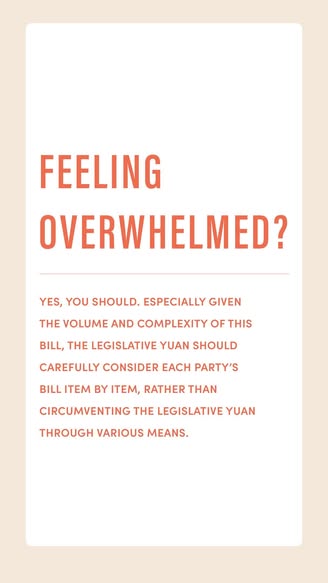 FEELING
OVERWHELMED?
YES, YOU SHOULD. ESPECIALLY GIVEN
THE VOLUME AND COMPLEXITY OF THIS
BILL, THE LEGISLATIVE YUAN SHOULD
CAREFULLY CONSIDER EACH PARTY'S
BILL ITEM BY ITEM, RATHER THAN
CIRCUMVENTING THE LEGISLATIVE YUAN
THROUGH VARIOUS MEANS.